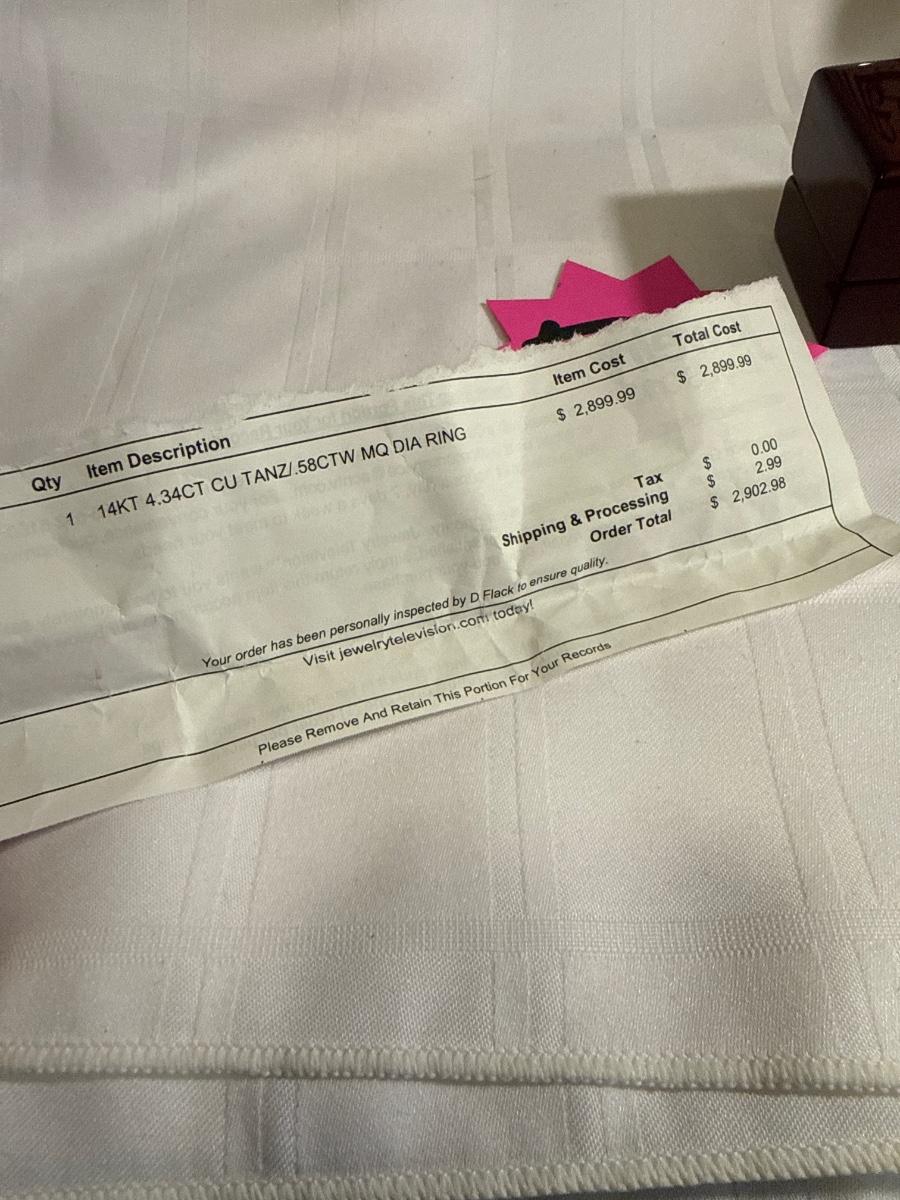 Qty Item Description Item Cost Total Cost
1 14KT 4.34CT CU TANZ/.58CTW MQ DIA RING $ 2,899.99 $ 2,899.99
Tax $ 0.00
Shipping & Processing $ 2.99
Order Total $ 2,902.98
Your order has been personally inspected by D Flack to ensure quality.
Visit jewelrytelevision.com today!
Please Remove And Retain This Portion For Your Records